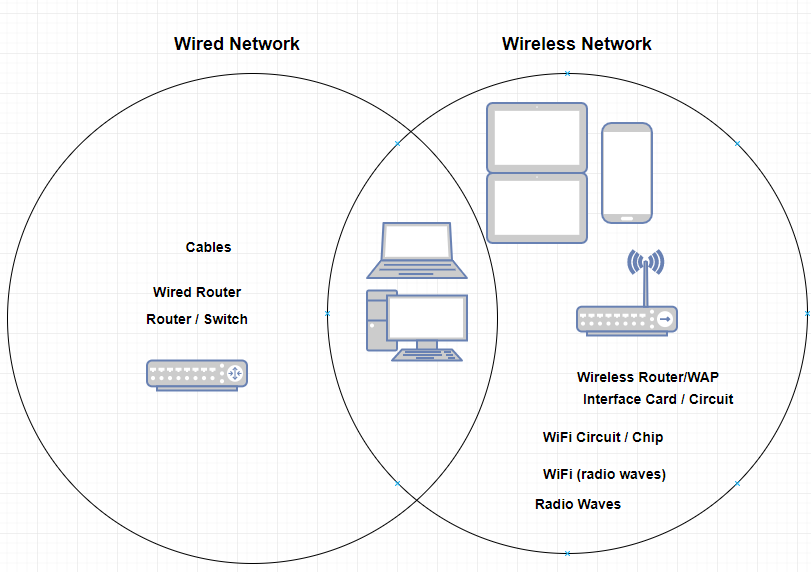 Wired Network
Wireless Network
Cables
Wired Router
Router / Switch
Wireless Router/WAP
Interface Card / Circuit
WiFi Circuit / Chip
WiFi (radio waves)
Radio Waves